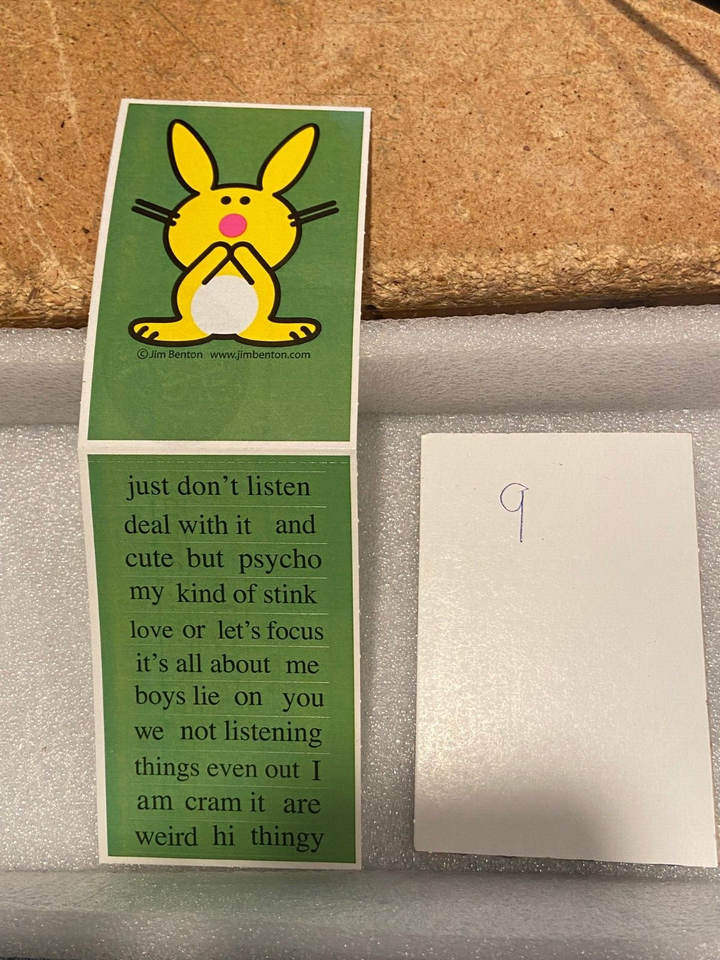 ©Jim Benton www.jimbenton.com
just don't listen
deal with it and
cute but psycho
my kind of stink
love or let's focus
it's all about me
boys lie on you
we not listening
things even out I
am cram it are
weird hi thingy
9